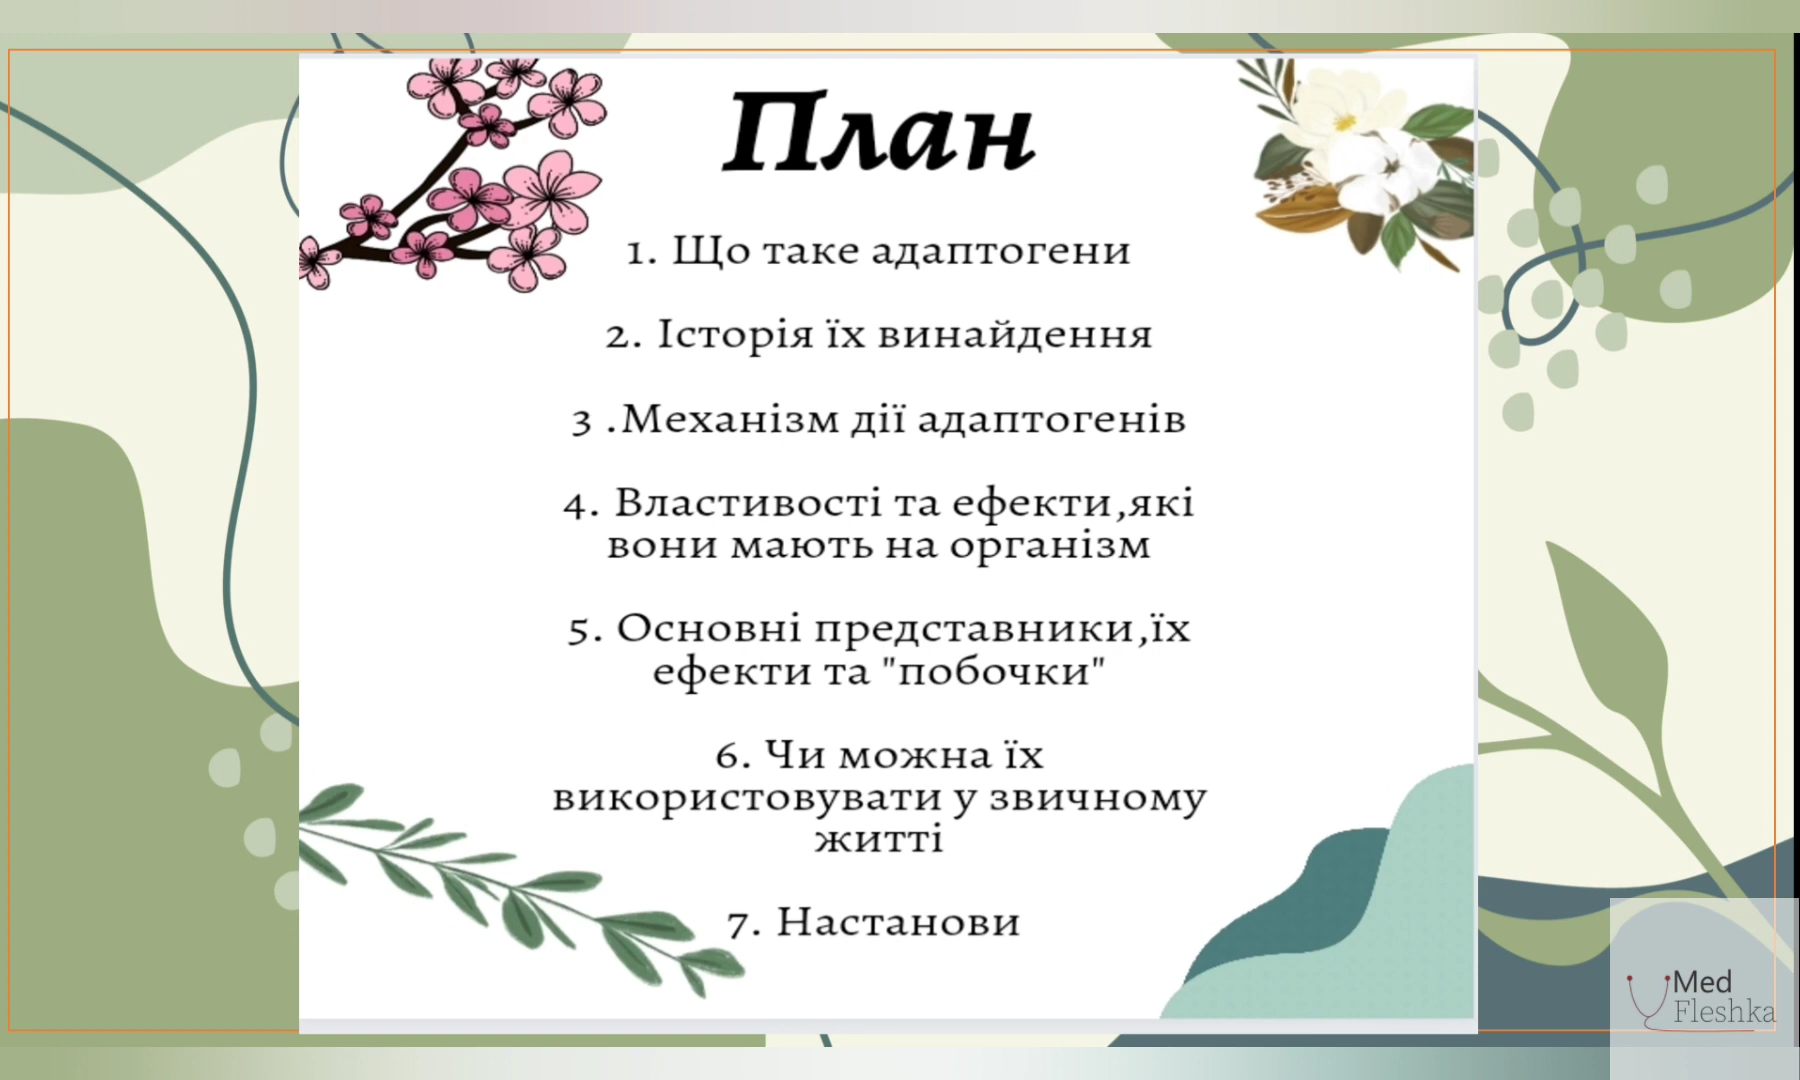 План
1. Що таке адаптогени
2. Історія їх винайдення
3 .Механізм дії адаптогенів
4. Властивості та ефекти,які
вони мають на організм
5. Основні представники,їх
ефекти та "побочки"
6. Чи можна їх
використовувати у звичному
житті
7. Настанови
Med
Fleshka